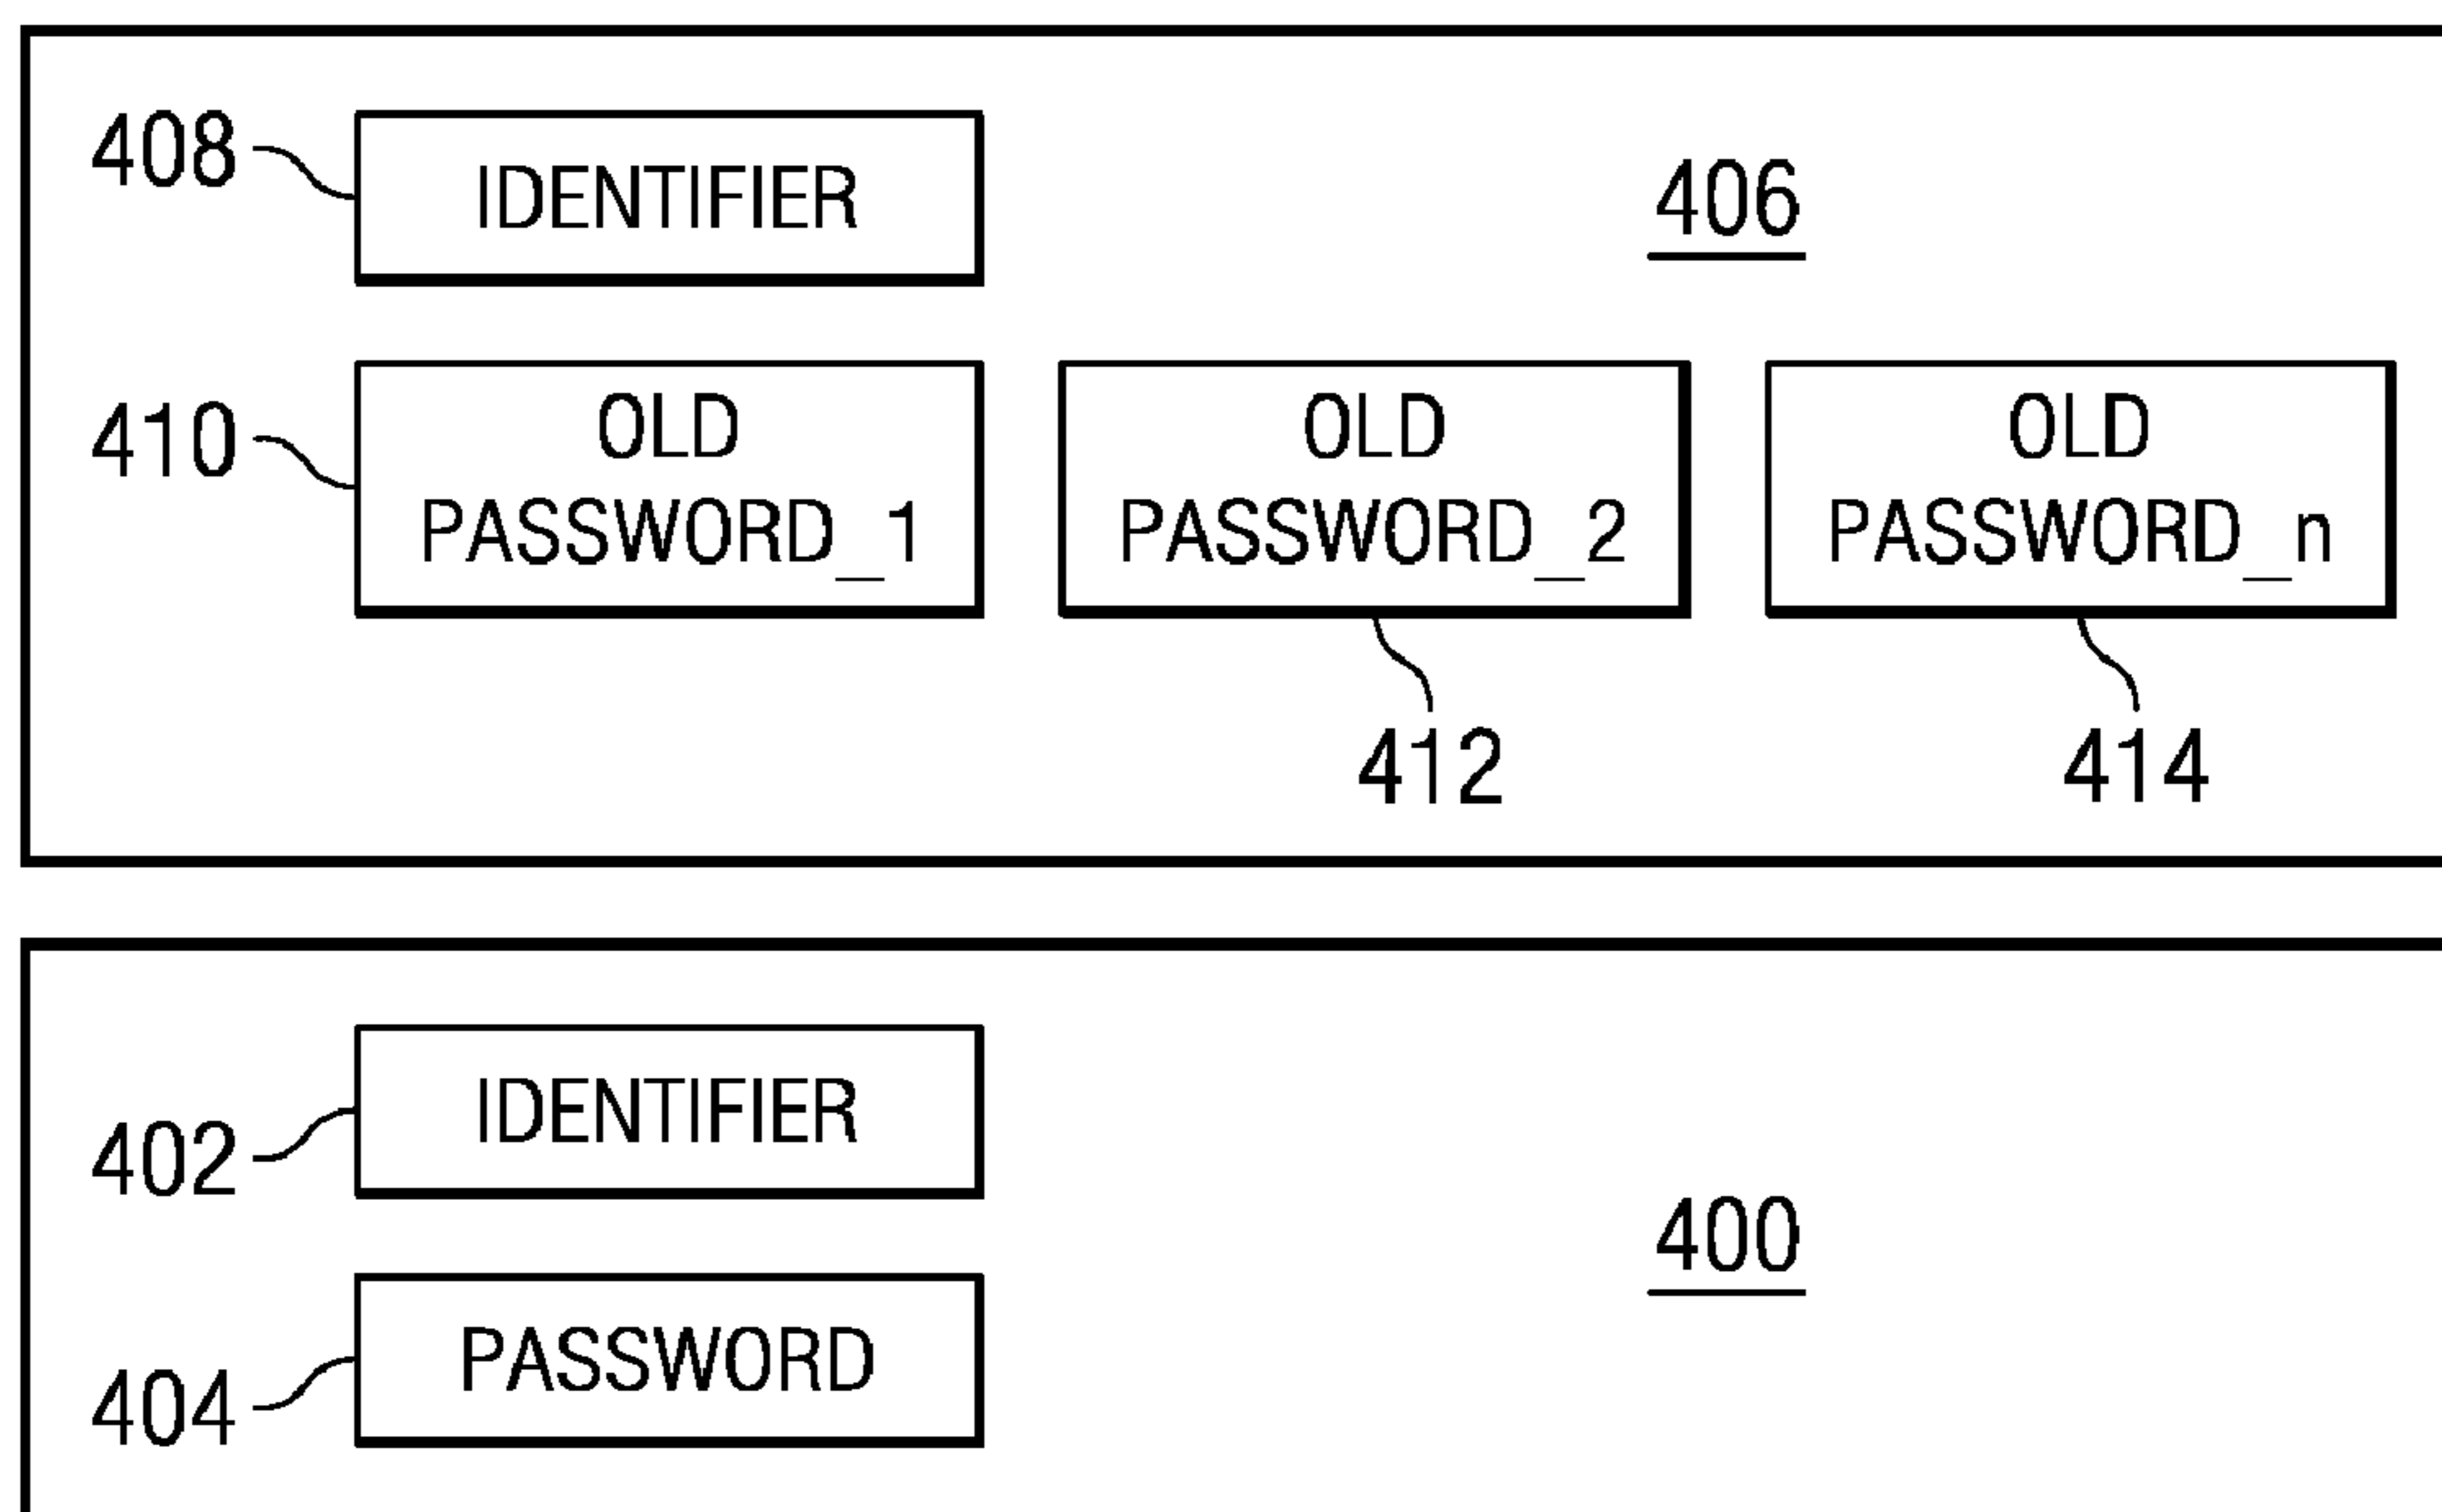 408
IDENTIFIER
406
410
OLD
PASSWORD_1
OLD
PASSWORD_2
OLD
PASSWORD_n
412
414
402
IDENTIFIER
400
404
PASSWORD